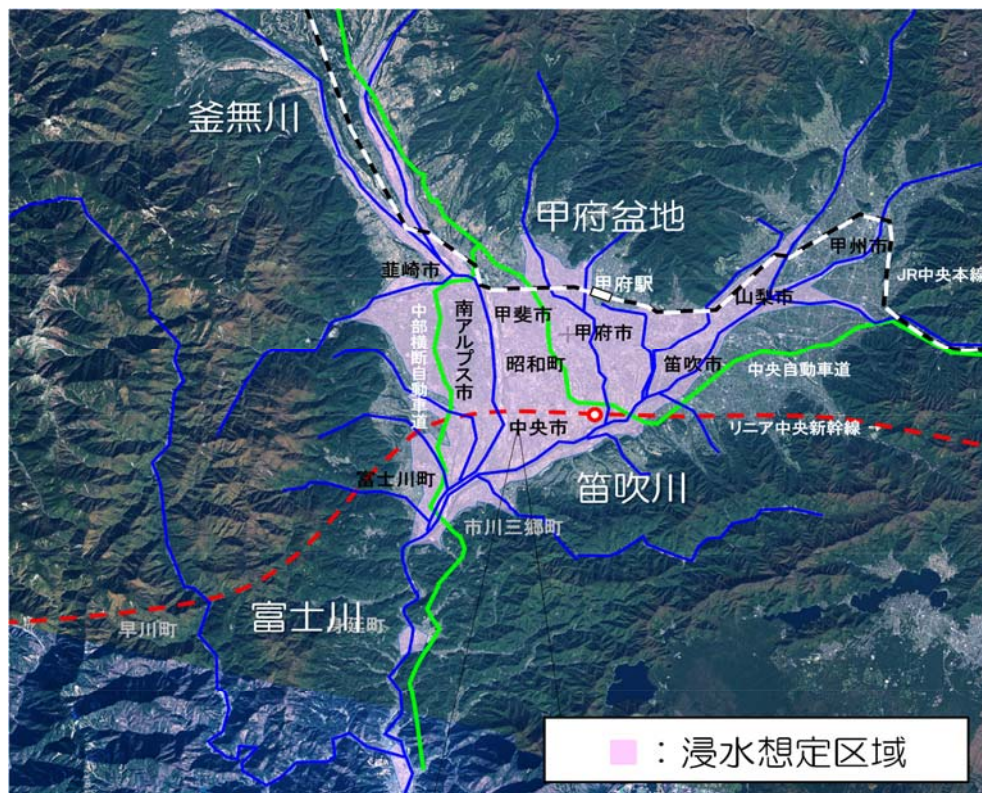 釜無川
甲府盆地
甲州市
JR中央本線
韮崎市
甲府駅
山梨市
南アルプス市
甲斐市
甲府市
中部横断自動車道
昭和町
笛吹市
中央自動車道
中央市
リニア中央新幹線
富士川町
笛吹川
市川三郷町
富士川
身延町
早川町
:浸水想定区域